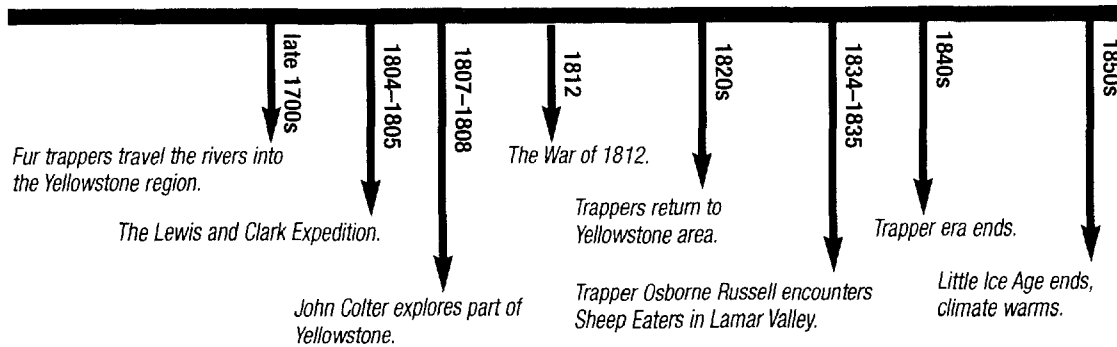 late 1700s
Fur trappers travel the rivers into
the Yellowstone region.
1804–1805
The Lewis and Clark Expedition.
1807–1808
John Colter explores part of
Yellowstone.
1812
The War of 1812.
1820s
Trappers return to
Yellowstone area.
1834–1835
Trapper Osborne Russell encounters
Sheep Eaters in Lamar Valley.
1840s
Trapper era ends.
1850s
Little Ice Age ends,
climate warms.